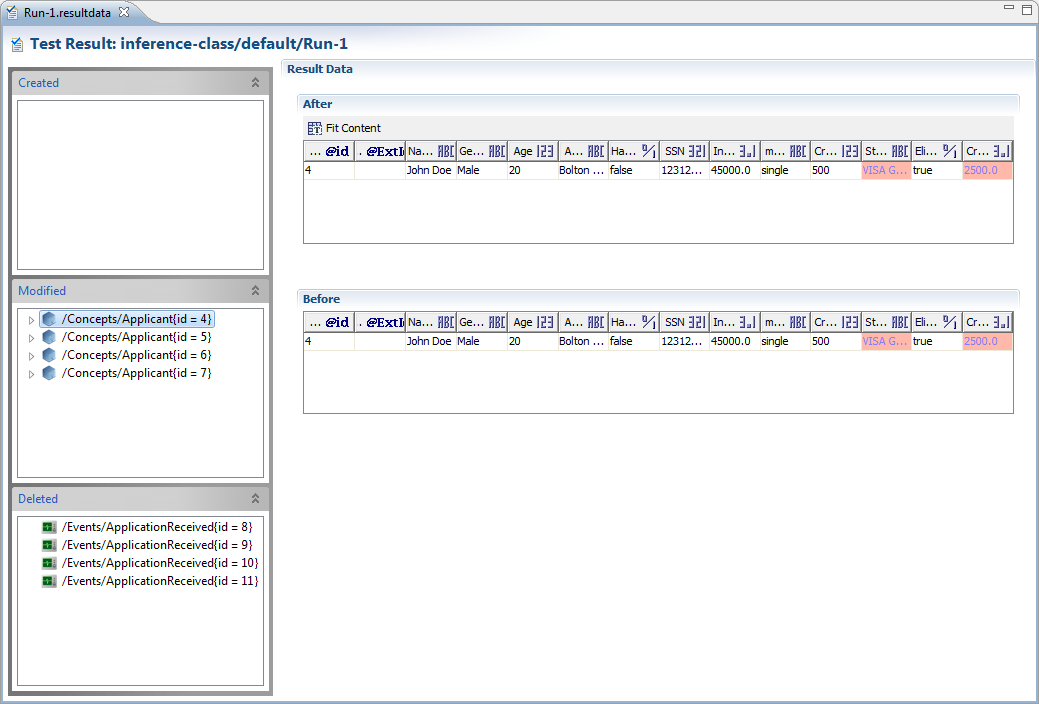 Run-1.resultdata
Test Result: inference-class/default/Run-1
Created
Modified
/Concepts/Applicant{id = 4}
/Concepts/Applicant{id = 5}
/Concepts/Applicant{id = 6}
/Concepts/Applicant{id = 7}
Deleted
/Events/ApplicationReceived{id = 8}
/Events/ApplicationReceived{id = 9}
/Events/ApplicationReceived{id = 10}
/Events/ApplicationReceived{id = 11}
Result Data
After
Fit Content
... @id . @ExtId Na... Ge... Age A... Ha... SSN In... m... Cr... St... Eli... Cr...
4 John Doe Male 20 Bolton ... false 12312... 45000.0 single 500 VISA G... true 2500.0
Before
... @id . @ExtId Na... Ge... Age A... Ha... SSN In... m... Cr... St... Eli... Cr...
4 John Doe Male 20 Bolton ... false 12312... 45000.0 single 500 VISA G... true 2500.0